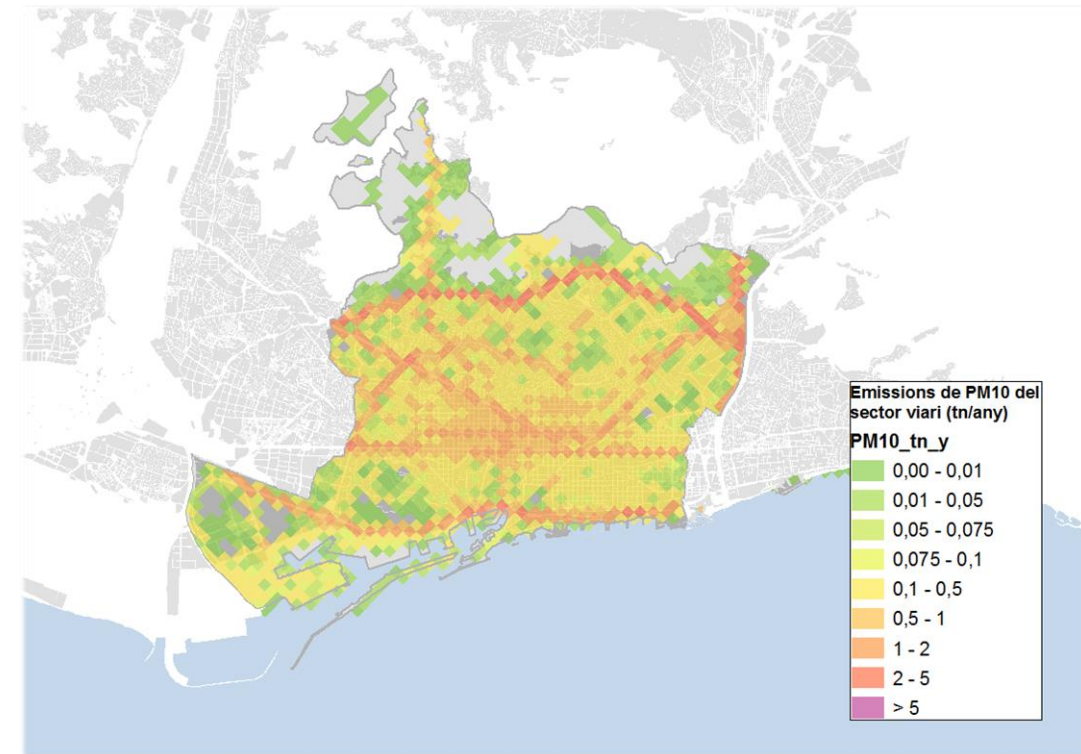 Emissions de PM10 del
sector viari (tn/any)
PM10_tn_y
0,00 - 0,01
0,01 - 0,05
0,05 - 0,075
0,075 - 0,1
0,1 - 0,5
0,5 - 1
1 - 2
2 - 5
> 5